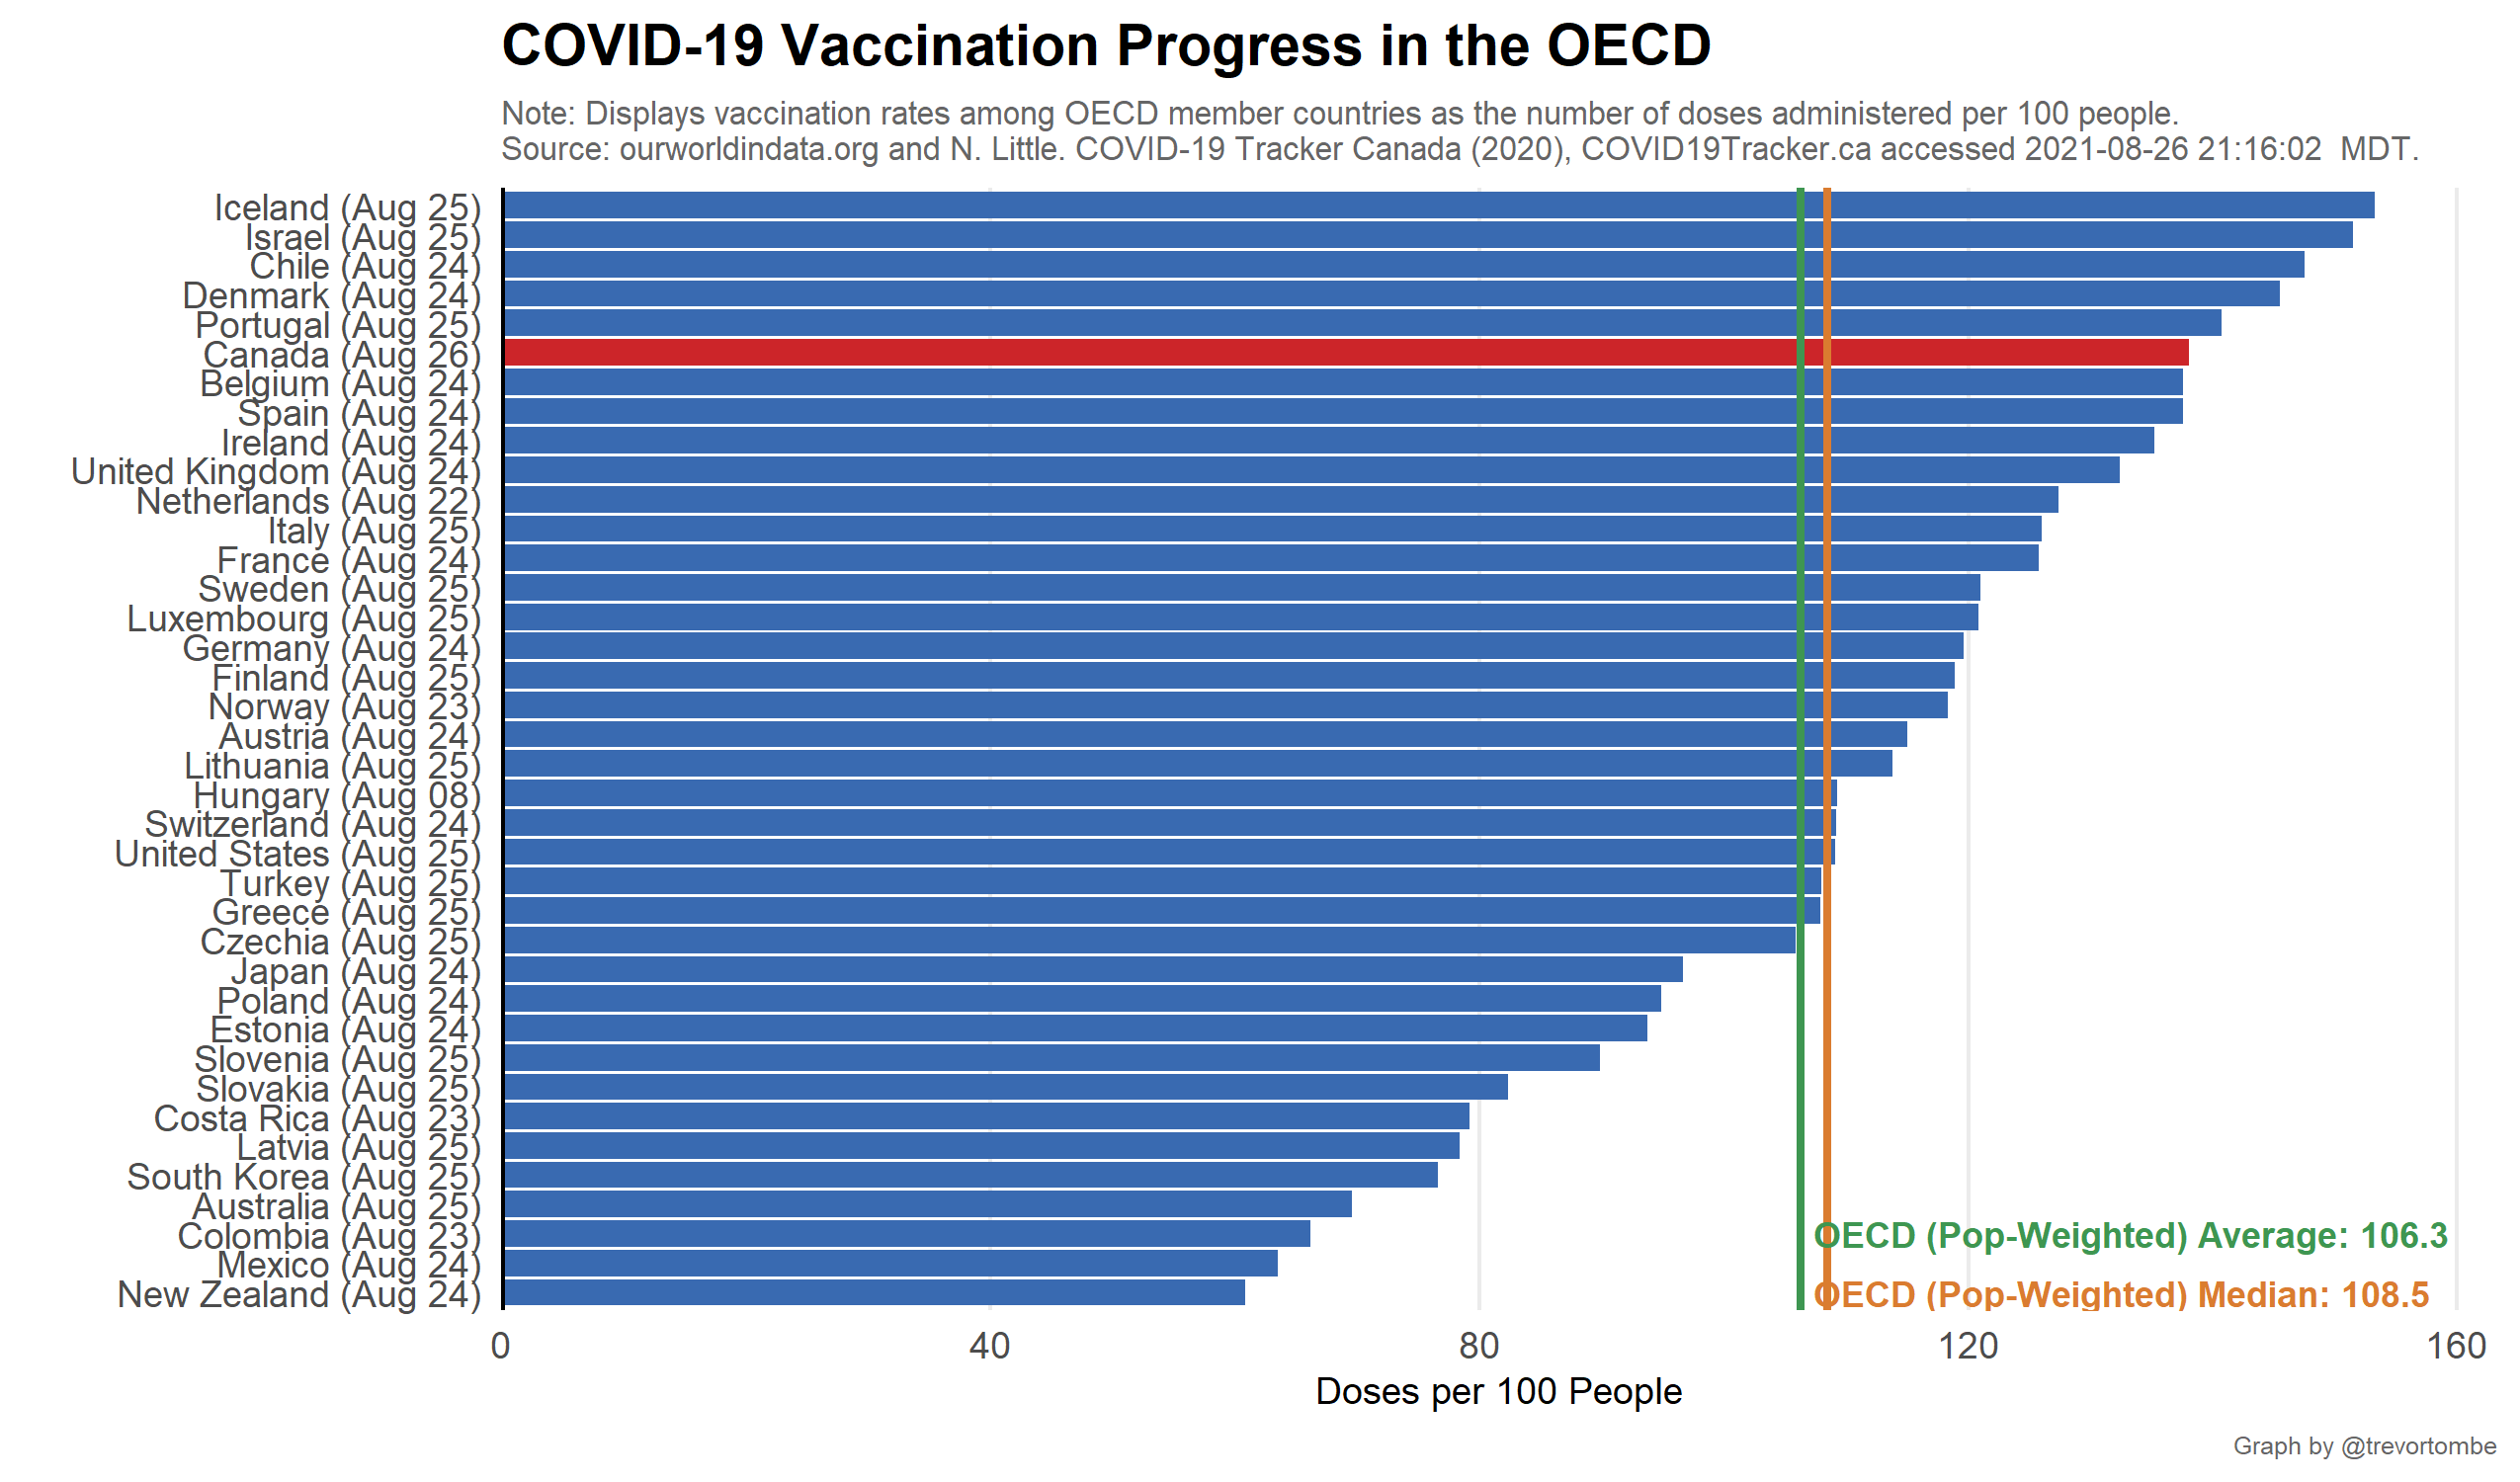 COVID-19 Vaccination Progress in the OECD
Note: Displays vaccination rates among OECD member countries as the number of doses administered per 100 people.
Source: ourworldindata.org and N. Little. COVID-19 Tracker Canada (2020), COVID19Tracker.ca accessed 2021-08-26 21:16:02  MDT.
Iceland (Aug 25)
Israel (Aug 25)
Chile (Aug 24)
Denmark (Aug 24)
Portugal (Aug 25)
Canada (Aug 26)
Belgium (Aug 24)
Spain (Aug 24)
Ireland (Aug 24)
United Kingdom (Aug 24)
Netherlands (Aug 22)
Italy (Aug 25)
France (Aug 24)
Sweden (Aug 25)
Luxembourg (Aug 25)
Germany (Aug 24)
Finland (Aug 25)
Norway (Aug 23)
Austria (Aug 24)
Lithuania (Aug 25)
Hungary (Aug 08)
Switzerland (Aug 24)
United States (Aug 25)
Turkey (Aug 25)
Greece (Aug 25)
Czechia (Aug 25)
Japan (Aug 24)
Poland (Aug 24)
Estonia (Aug 24)
Slovenia (Aug 25)
Slovakia (Aug 25)
Costa Rica (Aug 23)
Latvia (Aug 25)
South Korea (Aug 25)
Australia (Aug 25)
Colombia (Aug 23)
Mexico (Aug 24)
New Zealand (Aug 24)
OECD (Pop-Weighted) Average: 106.3
OECD (Pop-Weighted) Median: 108.5
0 40 80 120 160
Doses per 100 People
Graph by @trevortombe